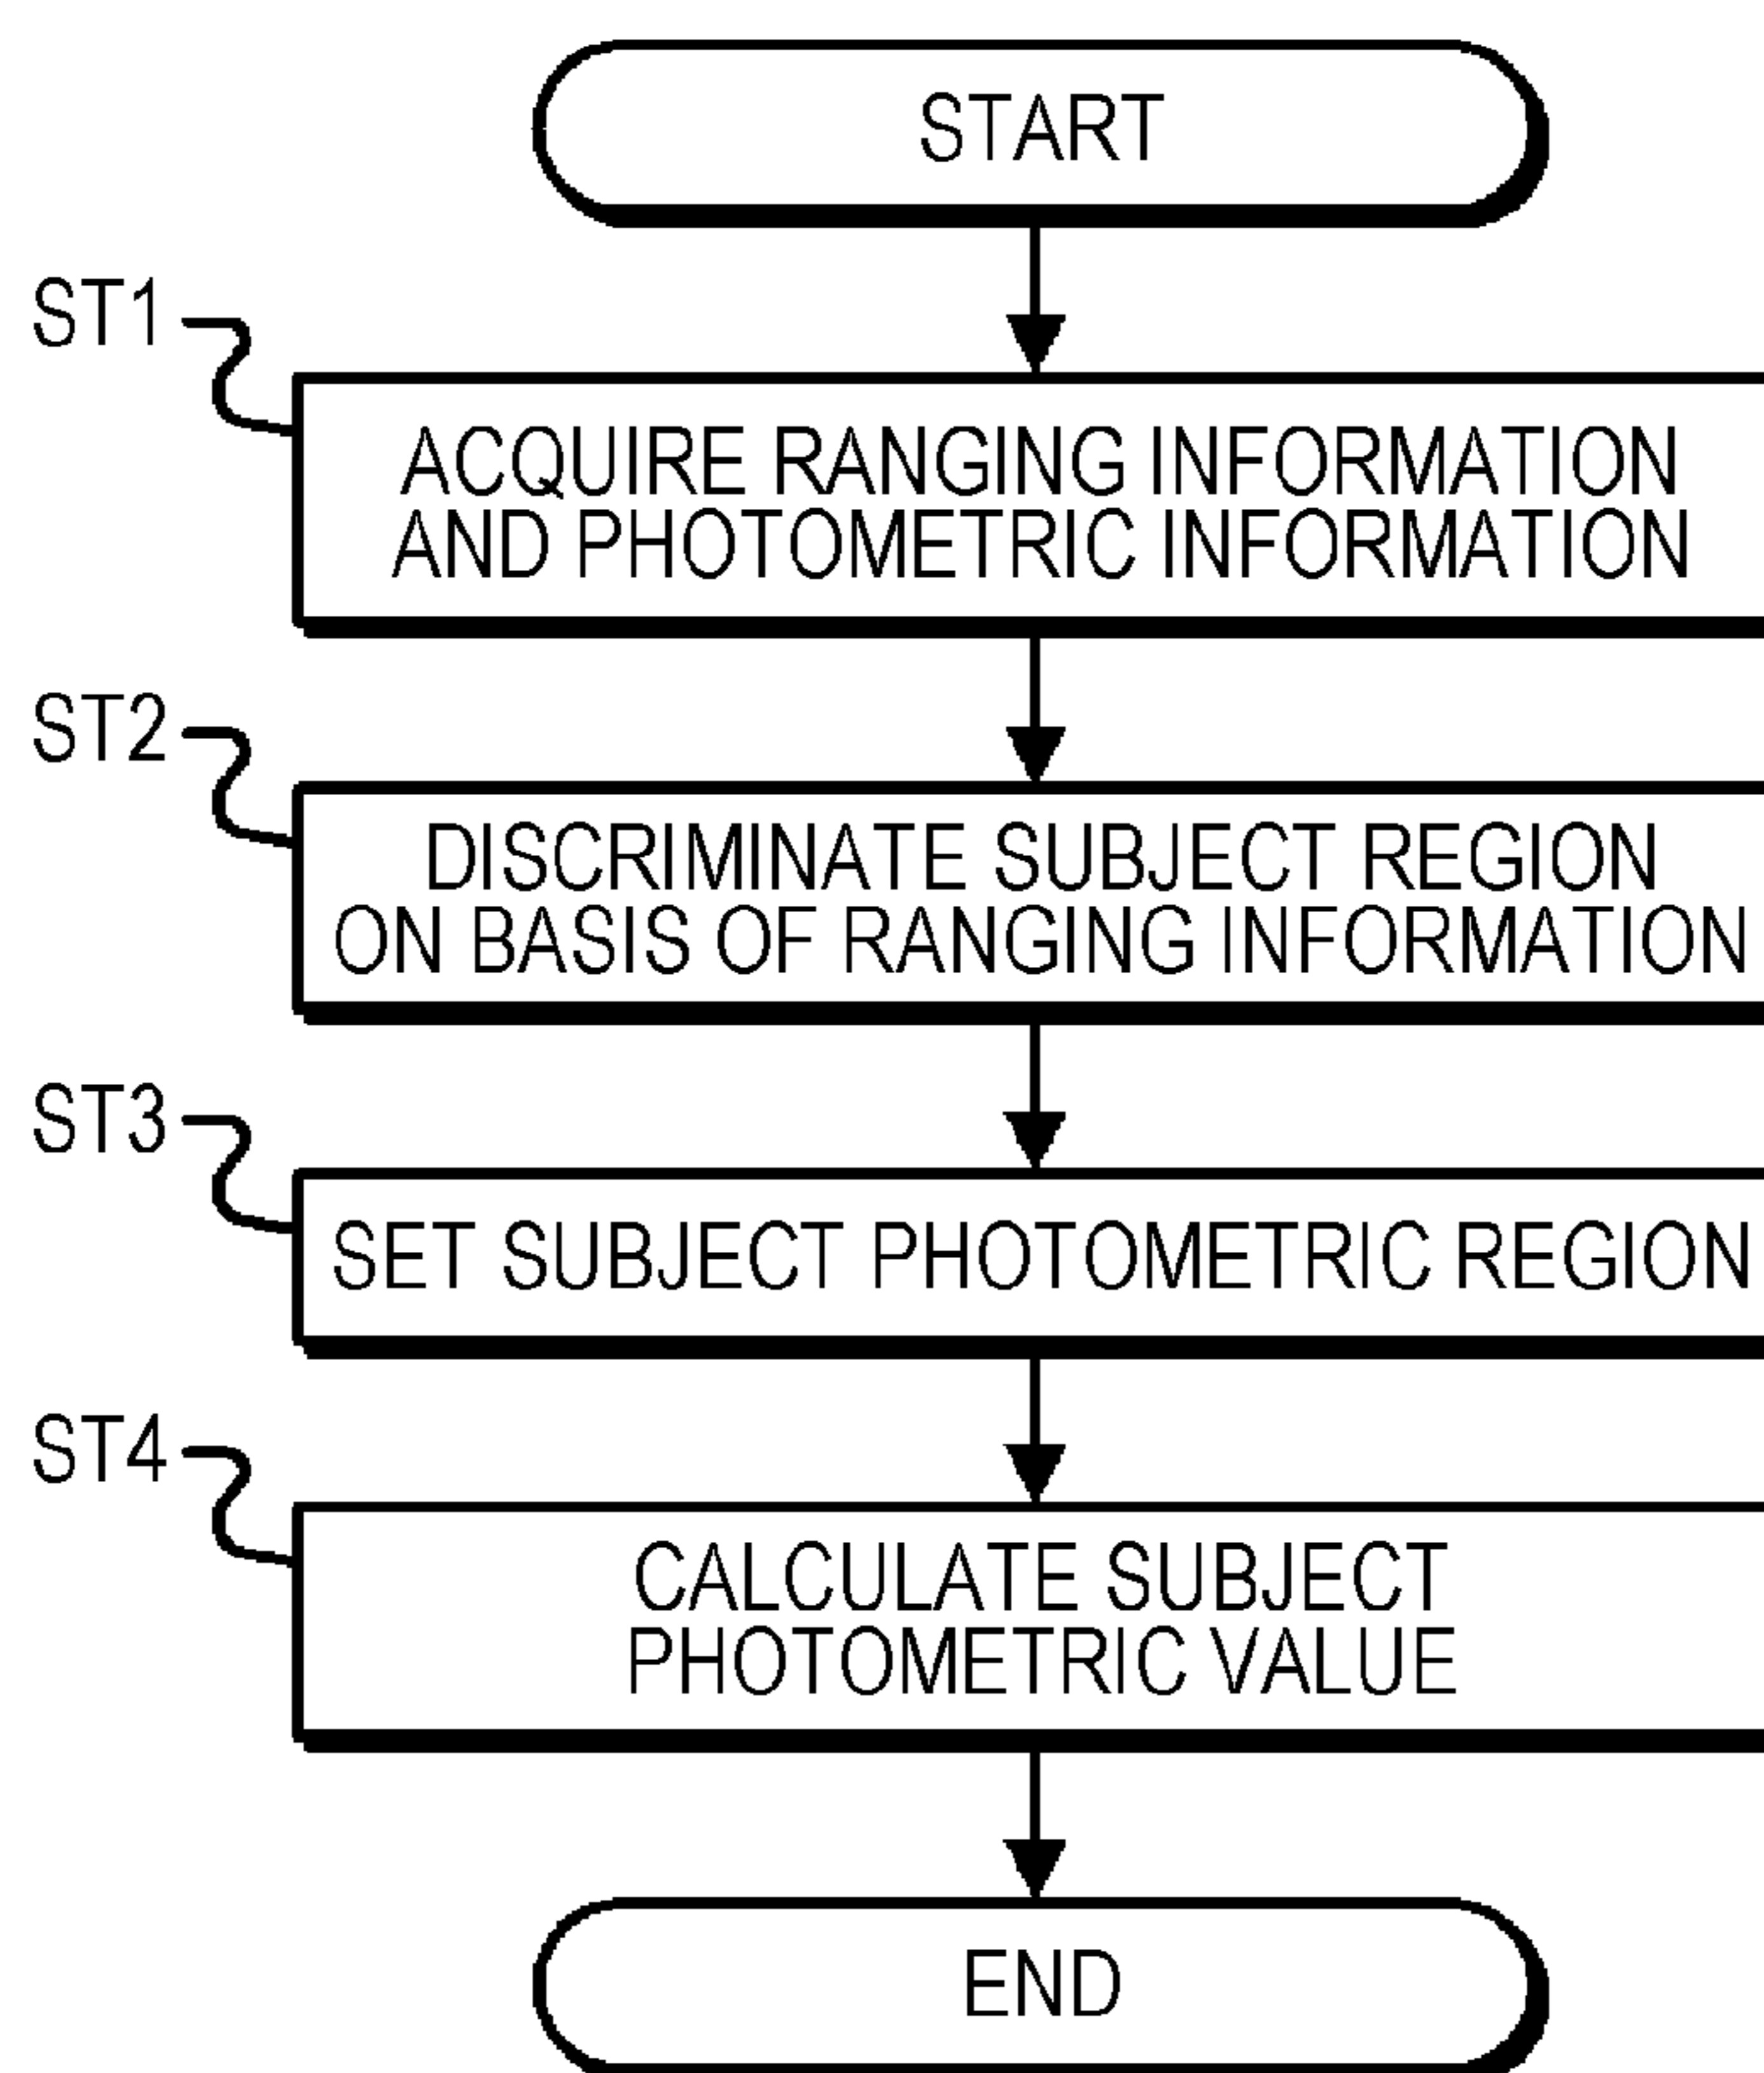 START
ST1
ACQUIRE RANGING INFORMATION
AND PHOTOMETRIC INFORMATION
ST2
DISCRIMINATE SUBJECT REGION
ON BASIS OF RANGING INFORMATION
ST3
SET SUBJECT PHOTOMETRIC REGION
ST4
CALCULATE SUBJECT
PHOTOMETRIC VALUE
END